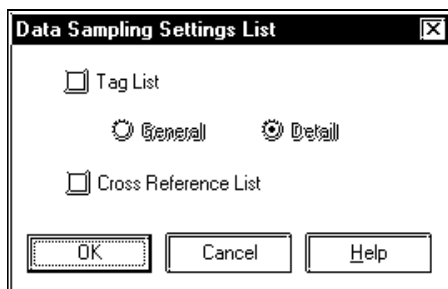 Data Sampling Settings List
Tag List
General Detail
Cross Reference List
OK Cancel Help